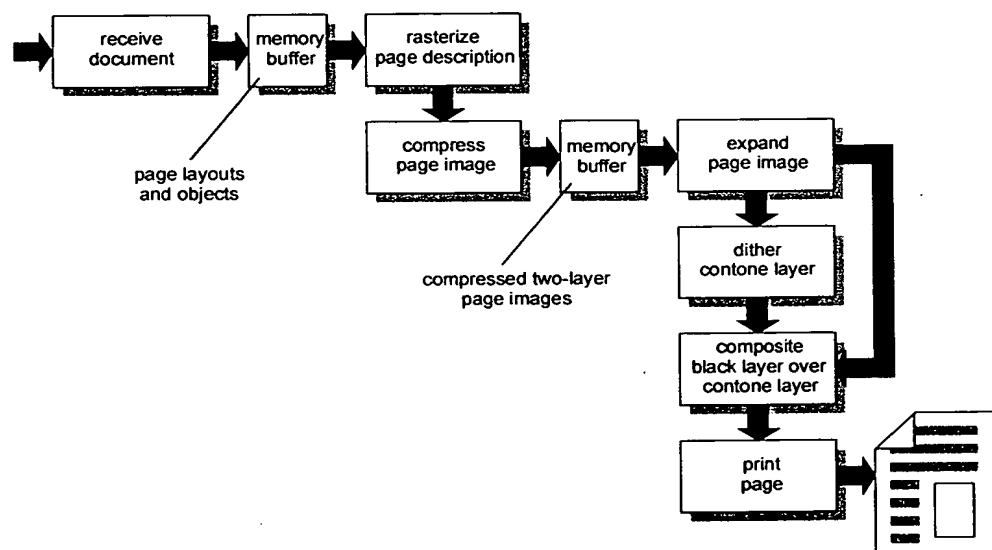 receive
document
memory
buffer
rasterize
page description
compress
page image
memory
buffer
expand
page image
page layouts
and objects
dither
contone layer
compressed two-layer
page images
composite
black layer over
contone layer
print
page